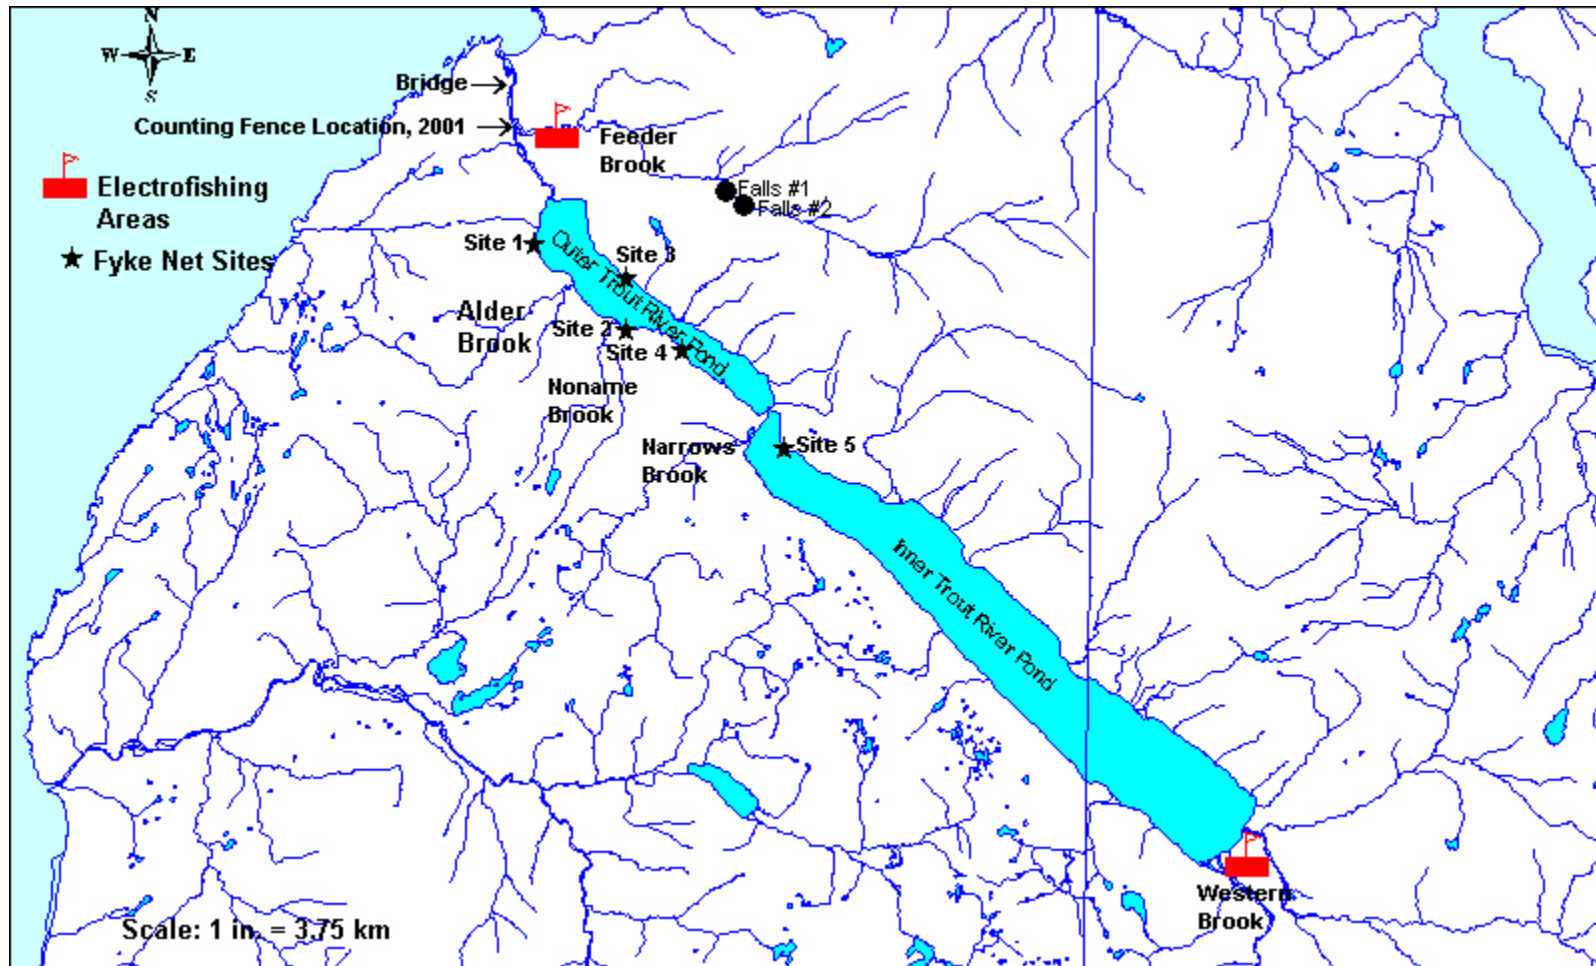 N
W
E
S
Bridge
Counting Fence Location, 2001
Feeder
Brook
Electrofishing
Areas
Fyke Net Sites
Falls #1
Falls #2
Site 1
Outer Trout River Pond
Site 3
Alder
Brook
Site 2
Site 4
Noname
Brook
Narrows
Brook
Site 5
Inner Trout River Pond
Western
Brook
Scale: 1 in. = 3.75 km